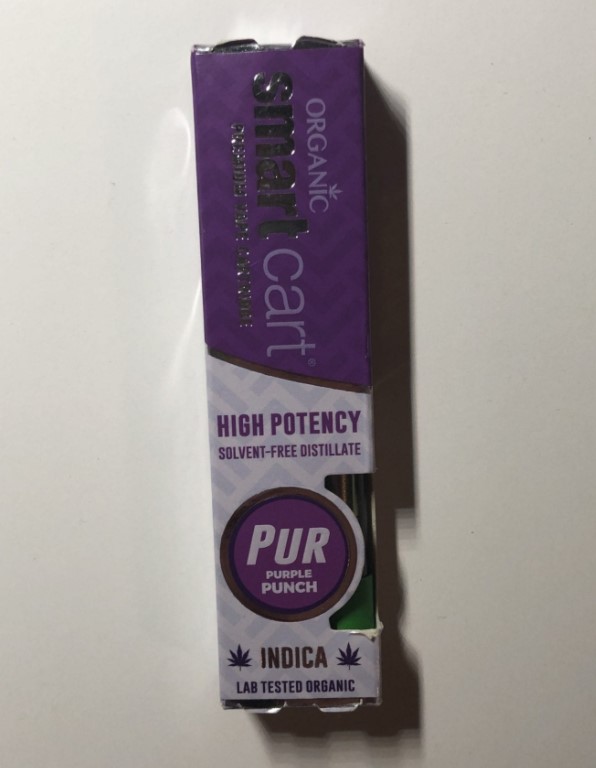 ORGANIC
smart cart®
HIGH POTENCY
SOLVENT-FREE DISTILLATE
PUR
PURPLE
PUNCH
INDICA
LAB TESTED ORGANIC